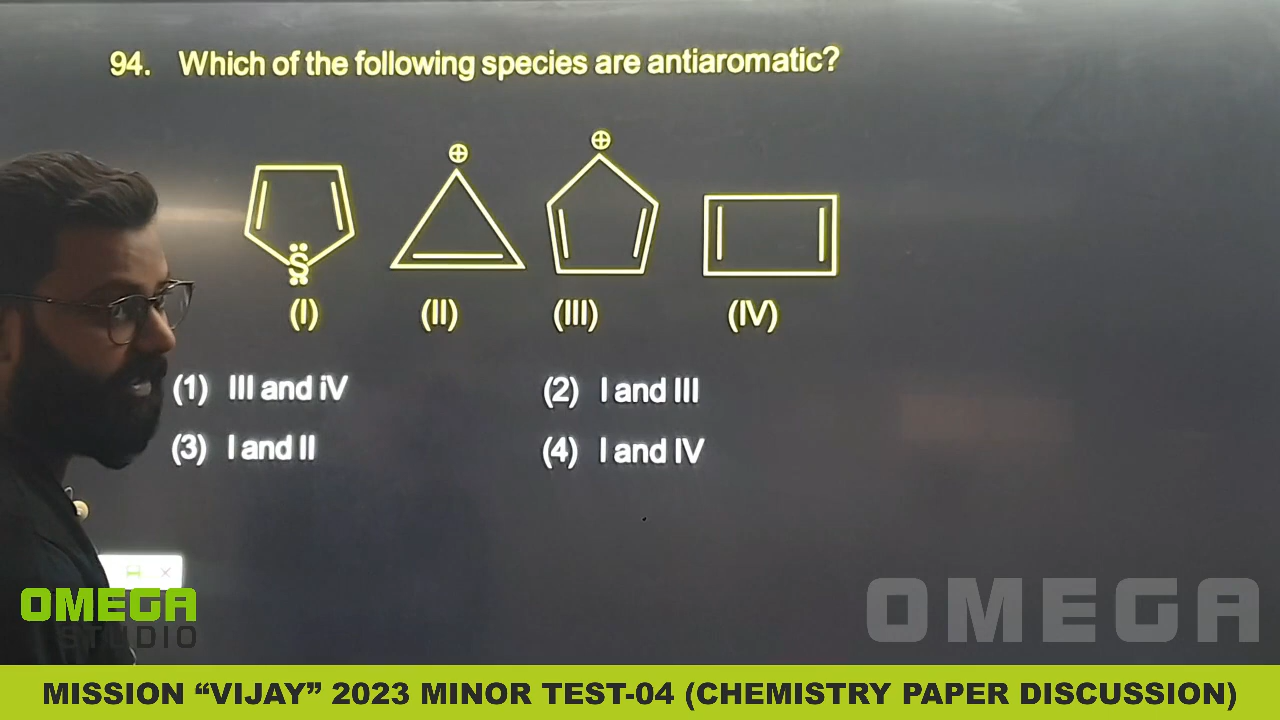 94. Which of the following species are antiaromatic?
⊕ ⊕
S
(I) (II) (III) (IV)
(1) III and iV (2) I and III
(3) I and II (4) I and IV
OMEGA
STUDIO
OMEGA
MISSION “VIJAY” 2023 MINOR TEST-04 (CHEMISTRY PAPER DISCUSSION)